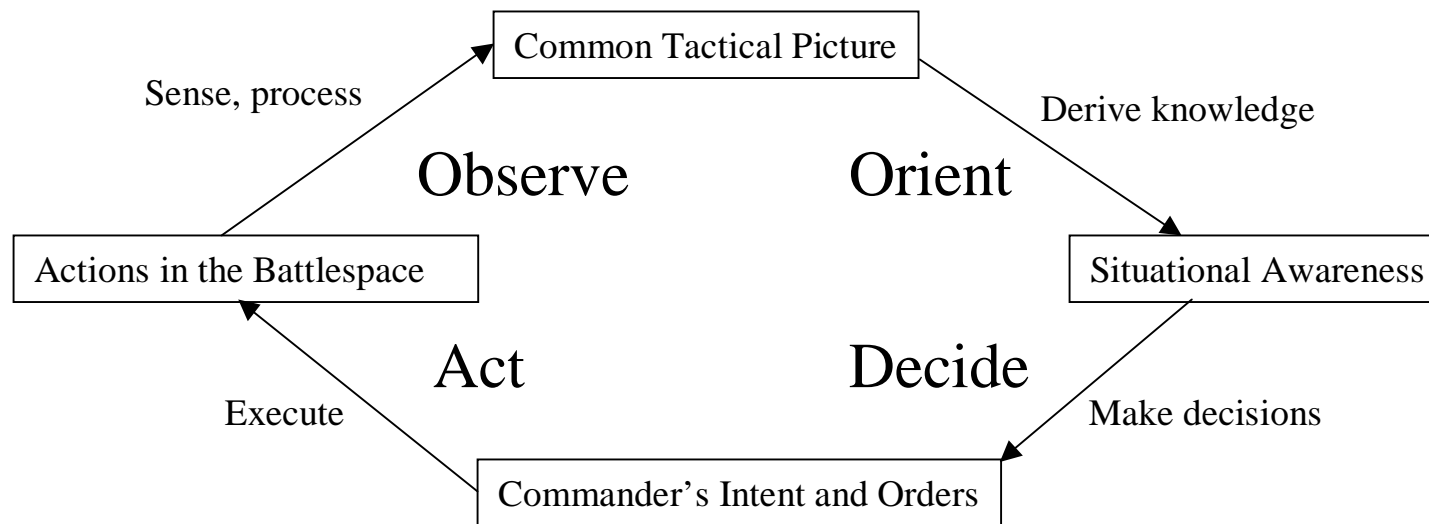 Common Tactical Picture
Sense, process
Derive knowledge
Observe
Orient
Actions in the Battlespace
Situational Awareness
Act
Decide
Execute
Make decisions
Commander’s Intent and Orders